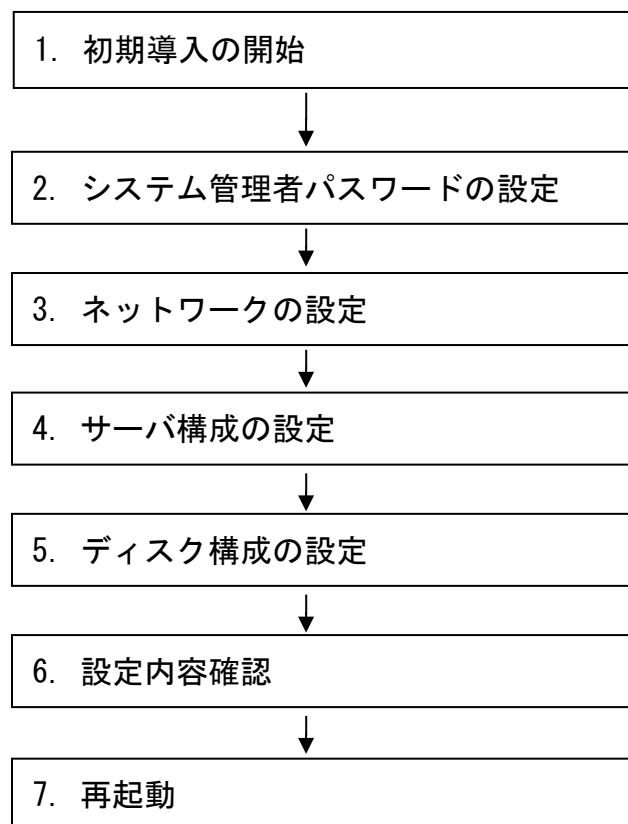 1. 初期導入の開始
2. システム管理者パスワードの設定
3. ネットワークの設定
4. サーバ構成の設定
5. ディスク構成の設定
6. 設定内容確認
7. 再起動